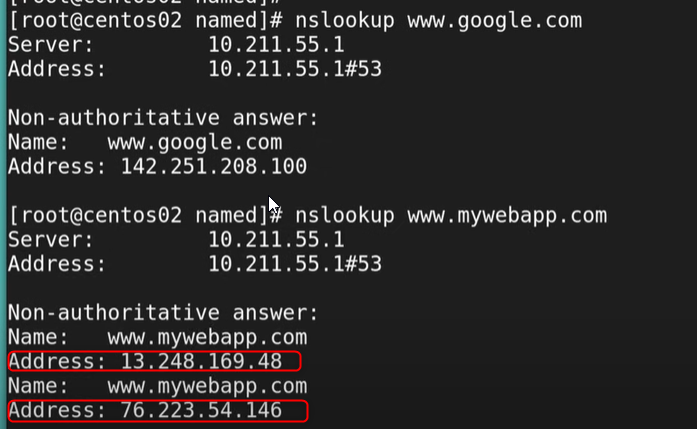 [root@centos02 named]# nslookup www.google.com
Server:         10.211.55.1
Address:        10.211.55.1#53

Non-authoritative answer:
Name:   www.google.com
Address: 142.251.208.100

[root@centos02 named]# nslookup www.mywebapp.com
Server:         10.211.55.1
Address:        10.211.55.1#53

Non-authoritative answer:
Name:   www.mywebapp.com
Address: 13.248.169.48
Name:   www.mywebapp.com
Address: 76.223.54.146